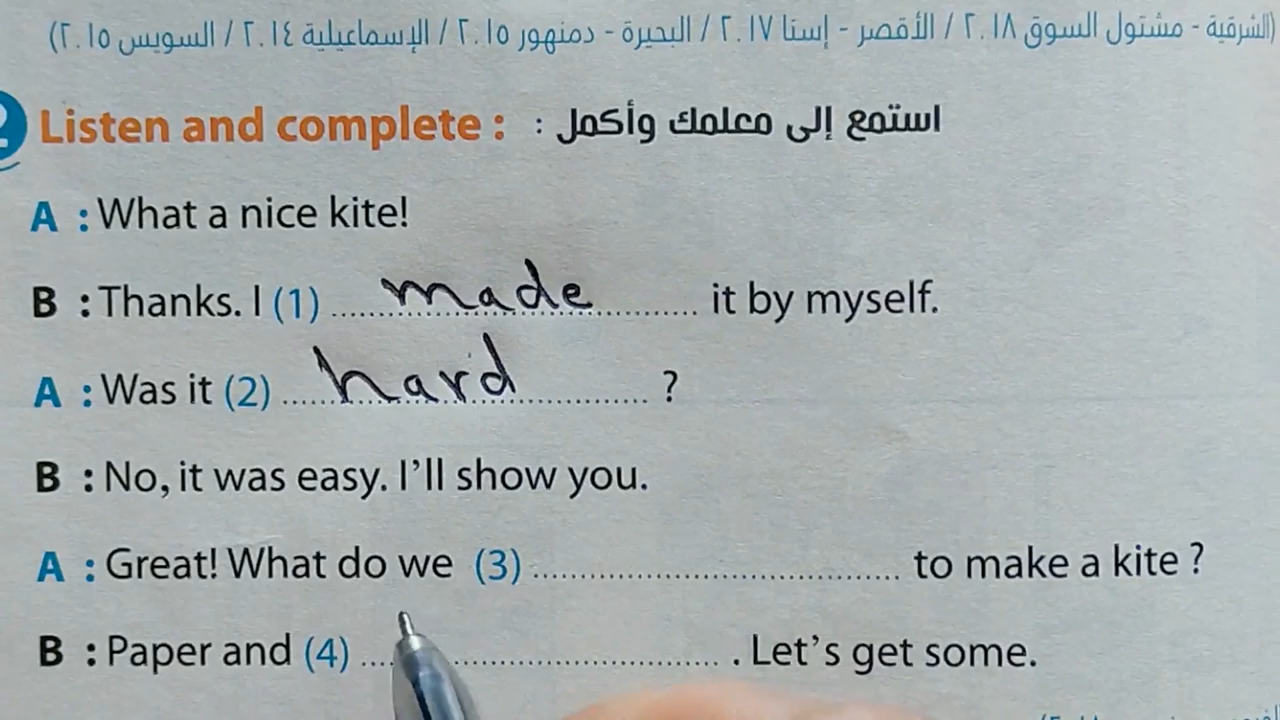 (الشرقية - مشتول السوق ٢٠١٨ / الأقصر - إسنا ٢٠١٧ / البحيرة - دمنهور ٢٠١٥ / الإسماعيلية ٢٠١٤ / السويس ٢٠١٥)
Listen and complete : استمع إلى معلمك وأكمل :
A : What a nice kite!
B : Thanks. I (1) made it by myself.
A : Was it (2) hard ?
B : No, it was easy. I'll show you.
A : Great! What do we (3) .................... to make a kite ?
B : Paper and (4) .................... . Let's get some.